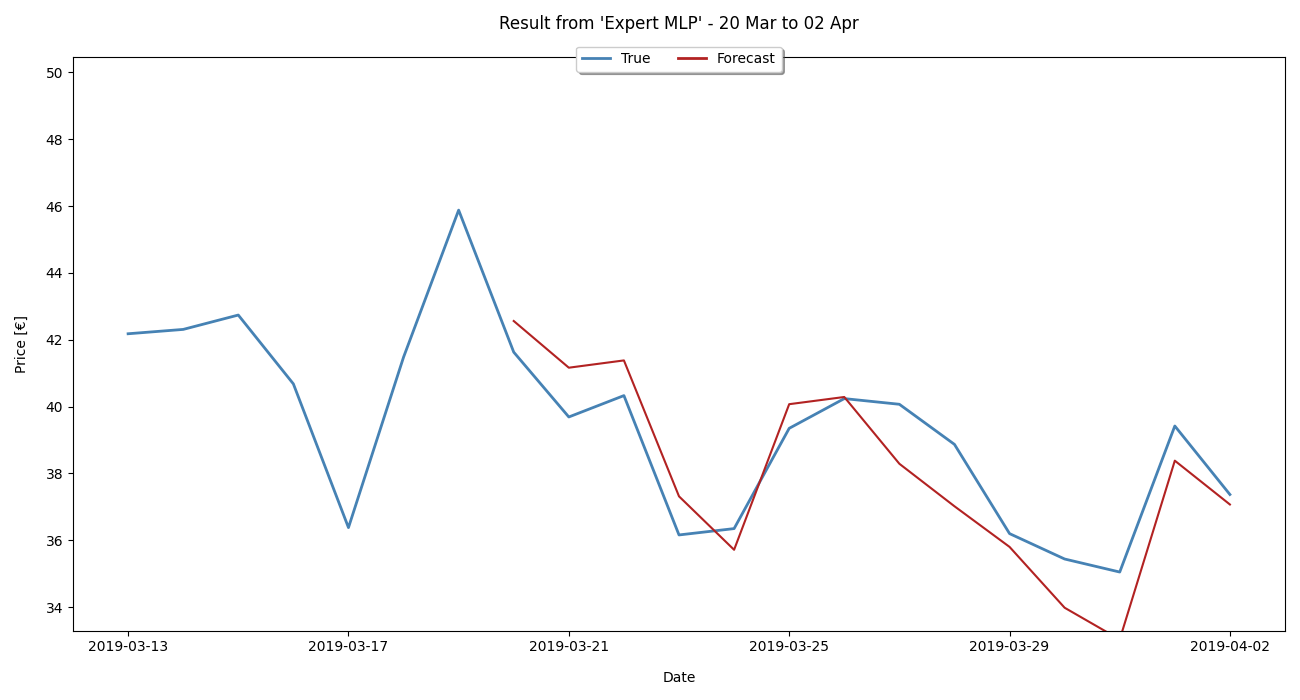 Result from 'Expert MLP' - 20 Mar to 02 Apr
True Forecast
50
48
46
44
42
40
38
36
34
Price [€]
2019-03-13 2019-03-17 2019-03-21 2019-03-25 2019-03-29 2019-04-02
Date